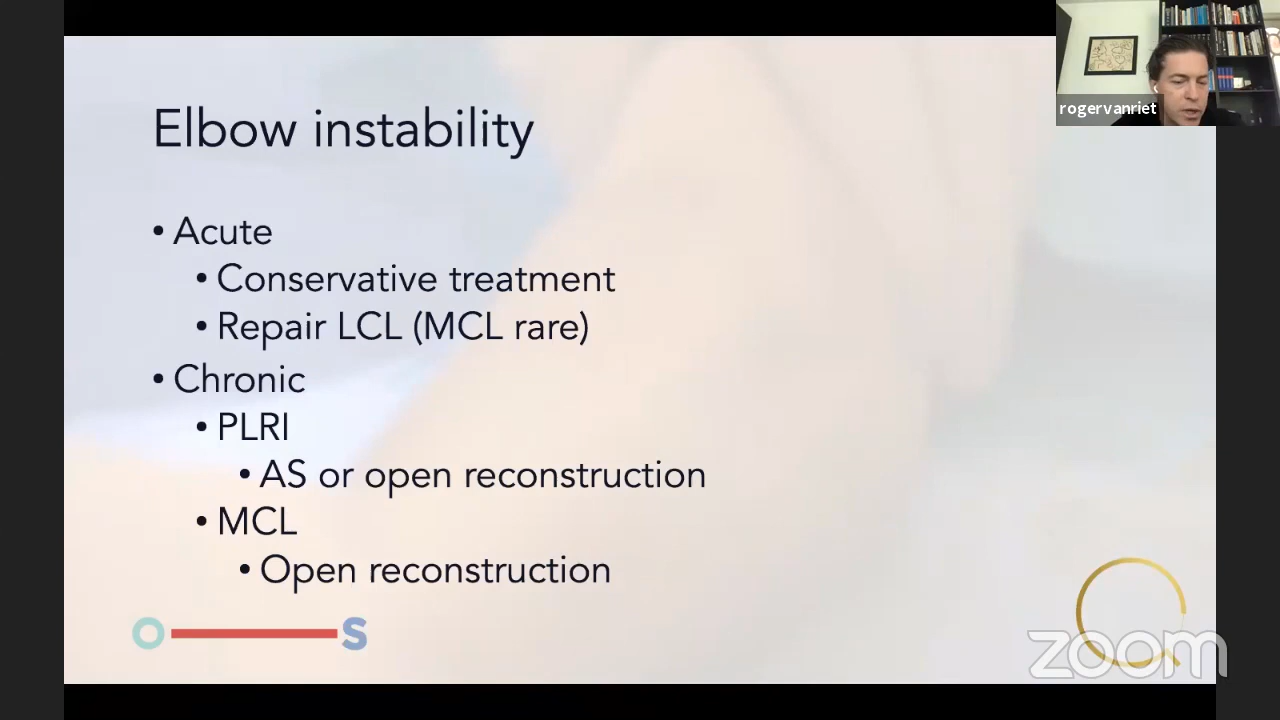 rogervanriet
Elbow instability
• Acute
• Conservative treatment
• Repair LCL (MCL rare)
• Chronic
• PLRI
• AS or open reconstruction
• MCL
• Open reconstruction
O S
zoom